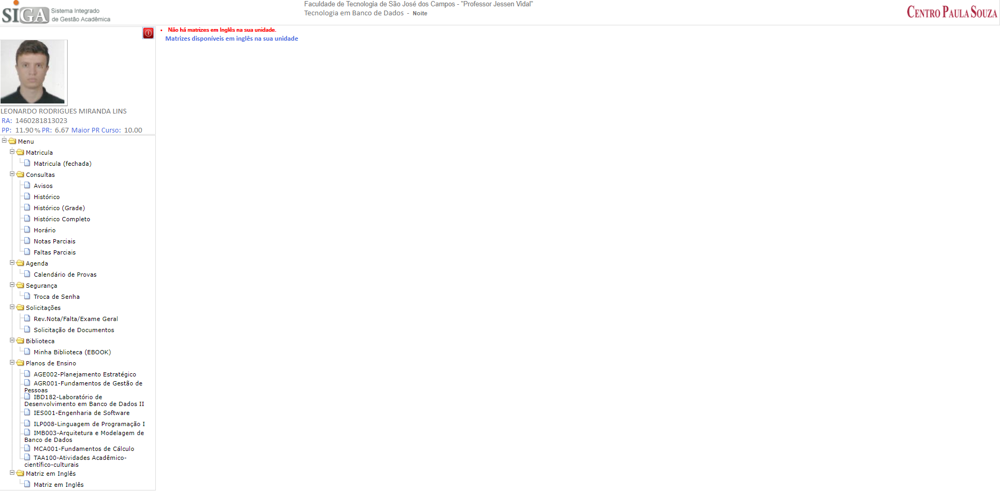 SIGA Sistema Integrado
de Gestão Acadêmica
Faculdade de Tecnologia de São José dos Campos - "Professor Jessen Vidal"
Tecnologia em Banco de Dados - Noite
CENTRO PAULA SOUZA
Não há matrizes em Inglês na sua unidade.
Matrizes disponíveis em inglês na sua unidade
LEONARDO RODRIGUES MIRANDA LINS
RA: 1460281813023
PP: 11.90 % PR: 6.67 Maior PR Curso: 10.00
Menu
Matricula
Matricula (fechada)
Consultas
Avisos
Histórico
Histórico (Grade)
Histórico Completo
Horário
Notas Parciais
Faltas Parciais
Agenda
Calendário de Provas
Segurança
Troca de Senha
Solicitações
Rev.Nota/Falta/Exame Geral
Solicitação de Documentos
Biblioteca
Minha Biblioteca (EBOOK)
Planos de Ensino
AGE002-Planejamento Estratégico
AGR001-Fundamentos de Gestão de
Pessoas
IBD182-Laboratório de
Desenvolvimento em Banco de Dados II
IES001-Engenharia de Software
ILP008-Linguagem de Programação I
IMB003-Arquitetura e Modelagem de
Banco de Dados
MCA001-Fundamentos de Cálculo
TAA100-Atividades Acadêmico-
científico-culturais
Matriz em Inglês
Matriz em Inglês